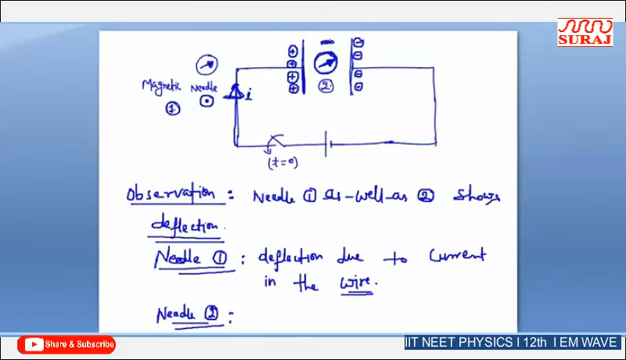 SURAJ
Magnetic Needle
①
i
②
(t=0)
Observation: Needle ① as-well-as ② shows
deflection.
Needle ① : deflection due to current
in the wire.
Needle ② :
Share & Subscribe
IIT NEET PHYSICS I 12th I EM WAVE